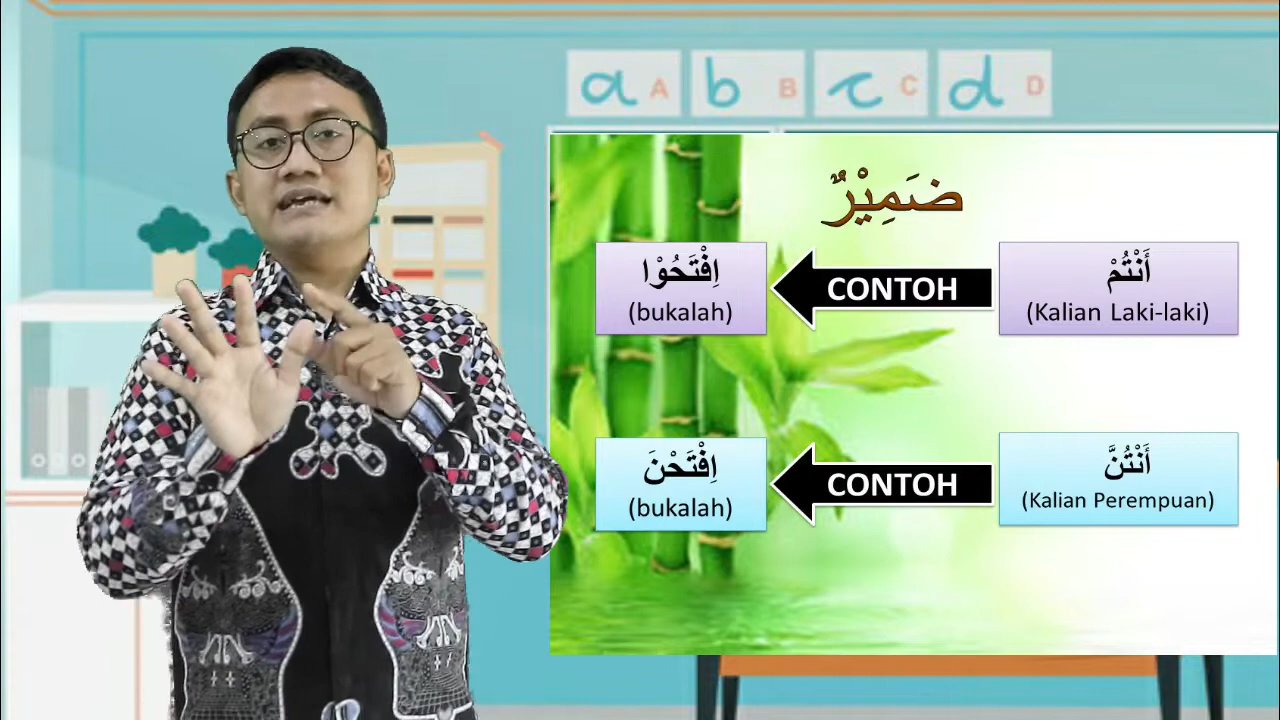 a A b B c C d D
ضَمِيْرٌ
أَنْتُمْ
(Kalian Laki-laki)
CONTOH
اِفْتَحُوْا
(bukalah)
أَنْتُنَّ
(Kalian Perempuan)
CONTOH
اِفْتَحْنَ
(bukalah)